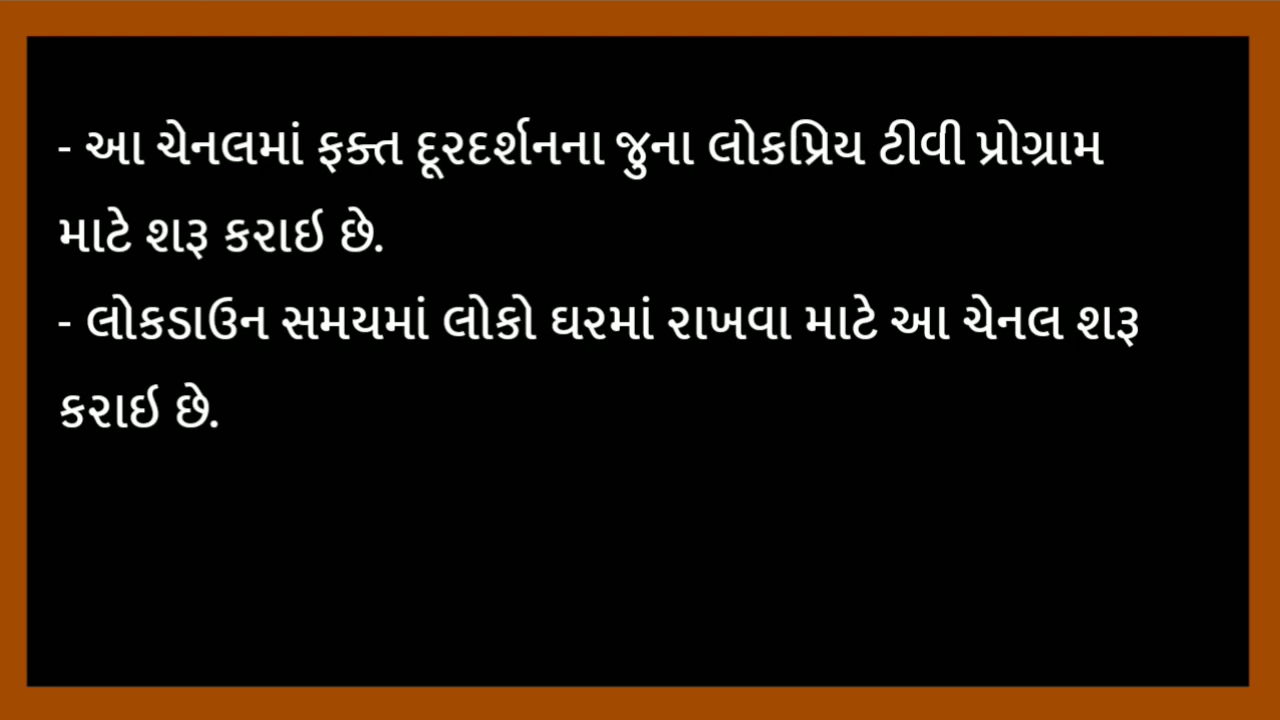 - આ ચેનલમાં ફક્ત દૂરદર્શનના જુના લોકપ્રિય ટીવી પ્રોગ્રામ
માટે શરૂ કરાઇ છે.
- લોકડાઉન સમયમાં લોકો ઘરમાં રાખવા માટે આ ચેનલ શરૂ
કરાઇ છે.